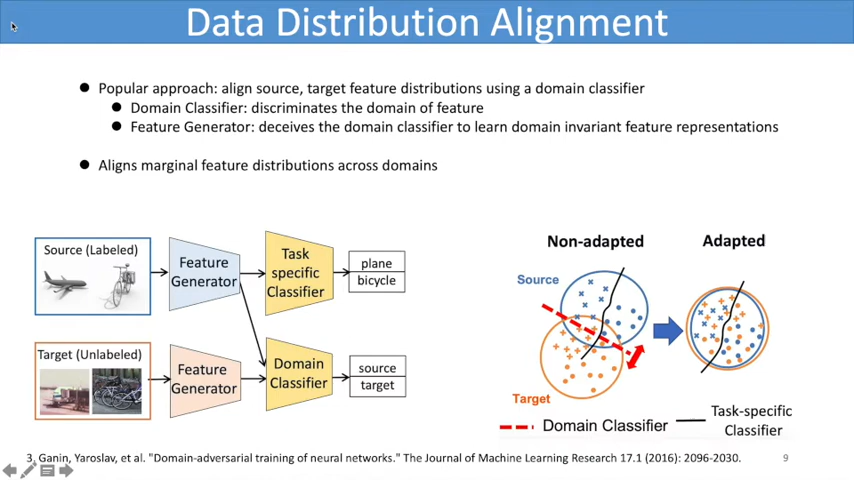 Data Distribution Alignment
● Popular approach: align source, target feature distributions using a domain classifier
● Domain Classifier: discriminates the domain of feature
● Feature Generator: deceives the domain classifier to learn domain invariant feature representations
● Aligns marginal feature distributions across domains
Source (Labeled)
Feature
Generator
Task
specific
Classifier
plane
bicycle
Target (Unlabeled)
Feature
Generator
Domain
Classifier
source
target
Non-adapted
Adapted
Source
Target
Domain Classifier
Task-specific
Classifier
3. Ganin, Yaroslav, et al. "Domain-adversarial training of neural networks." The Journal of Machine Learning Research 17.1 (2016): 2096-2030.
9